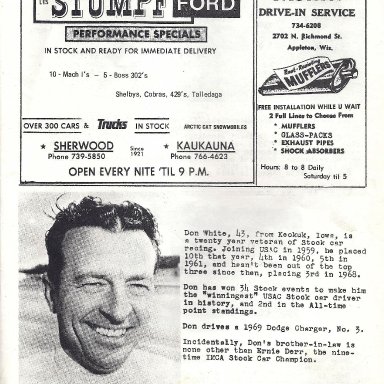 Les STUMPF FORD
PERFORMANCE SPECIALS
IN STOCK AND READY FOR IMMEDIATE DELIVERY
10 - Mach I's - 5 - Boss 302's
Shelbys, Cobras, 429's, Talledaga
OVER 300 CARS & Trucks IN STOCK ARCTIC CAT SNOWMOBILES
★ SHERWOOD
Phone 739-5850
Since
1921
★ KAUKAUNA
Phone 766-4623
OPEN EVERY NITE 'TIL 9 P.M.
DRIVE-IN SERVICE
734-6208
2702 N. Richmond St.
Appleton, Wis.
MUFFLERS
FREE INSTALLATION WHILE U WAIT
2 Full Lines to Choose From
* MUFFLERS
* GLASS-PACKS
* EXHAUST PIPES
* SHOCK ABSORBERS
Hours: 8 to 8 Daily
Saturday til 5
Don White, 43, from Keokuk, Iowa, is
a twenty year veteran of Stock car
racing. Joining USAC in 1959, he placed
10th that year, 4th in 1960, 5th in
1961, and hasn't been out of the top
three since then, placing 3rd in 1968.
Don has won 34 Stock events to make him
the "winningest" USAC Stock car driver
in history, and 2nd in the All-time
point standings.
Don drives a 1969 Dodge Charger, No. 3.
Incidentally, Don's brother-in-law is
none other then Ernie Derr, the nine-
time IMCA Stock Car Champion.